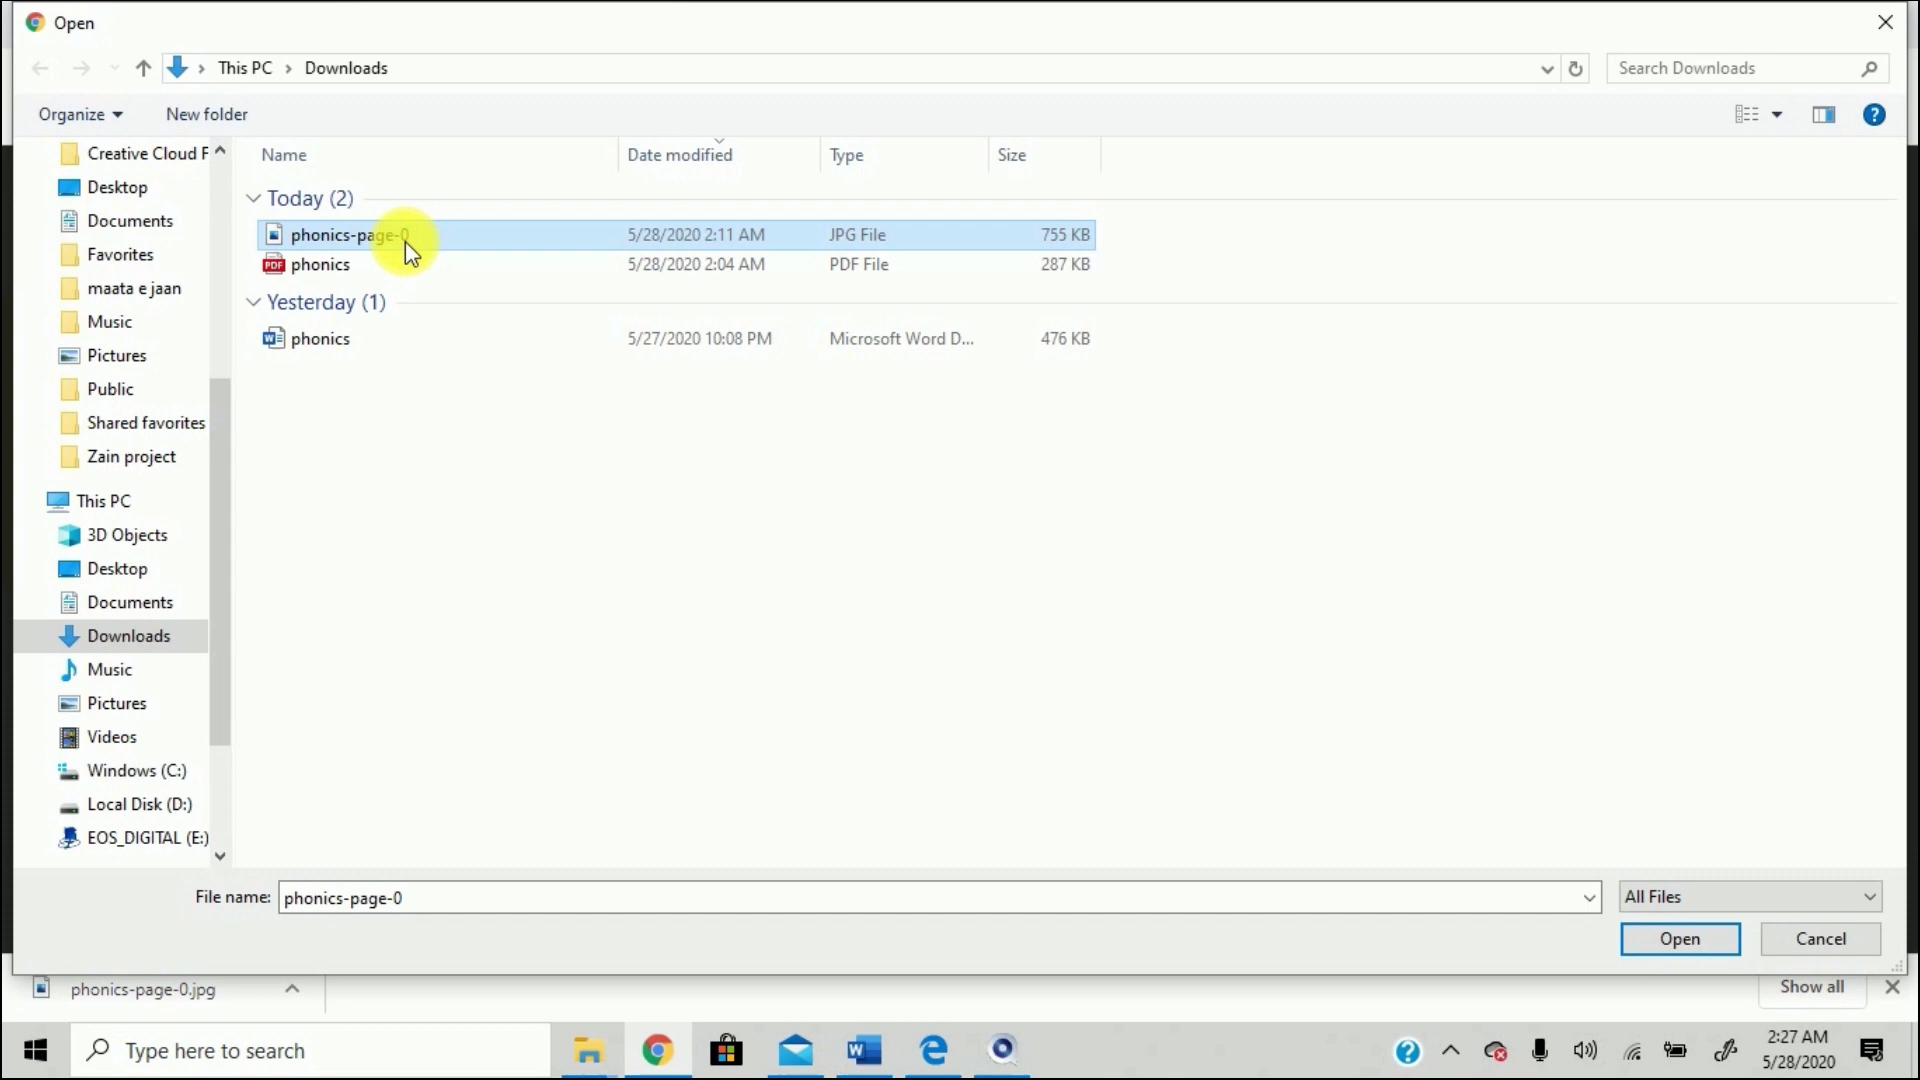 Open
This PC > Downloads
Search Downloads
Organize
New folder
Name
Date modified
Type
Size
Creative Cloud F
Desktop
Documents
Favorites
maata e jaan
Music
Pictures
Public
Shared favorites
Zain project
This PC
3D Objects
Desktop
Documents
Downloads
Music
Pictures
Videos
Windows (C:)
Local Disk (D:)
EOS_DIGITAL (E:)
Today (2)
phonics-page-0 5/28/2020 2:11 AM JPG File 755 KB
PDF phonics 5/28/2020 2:04 AM PDF File 287 KB
Yesterday (1)
phonics 5/27/2020 10:08 PM Microsoft Word D... 476 KB
File name: phonics-page-0
All Files
Open
Cancel
phonics-page-0.jpg
Show all
Type here to search
2:27 AM
5/28/2020